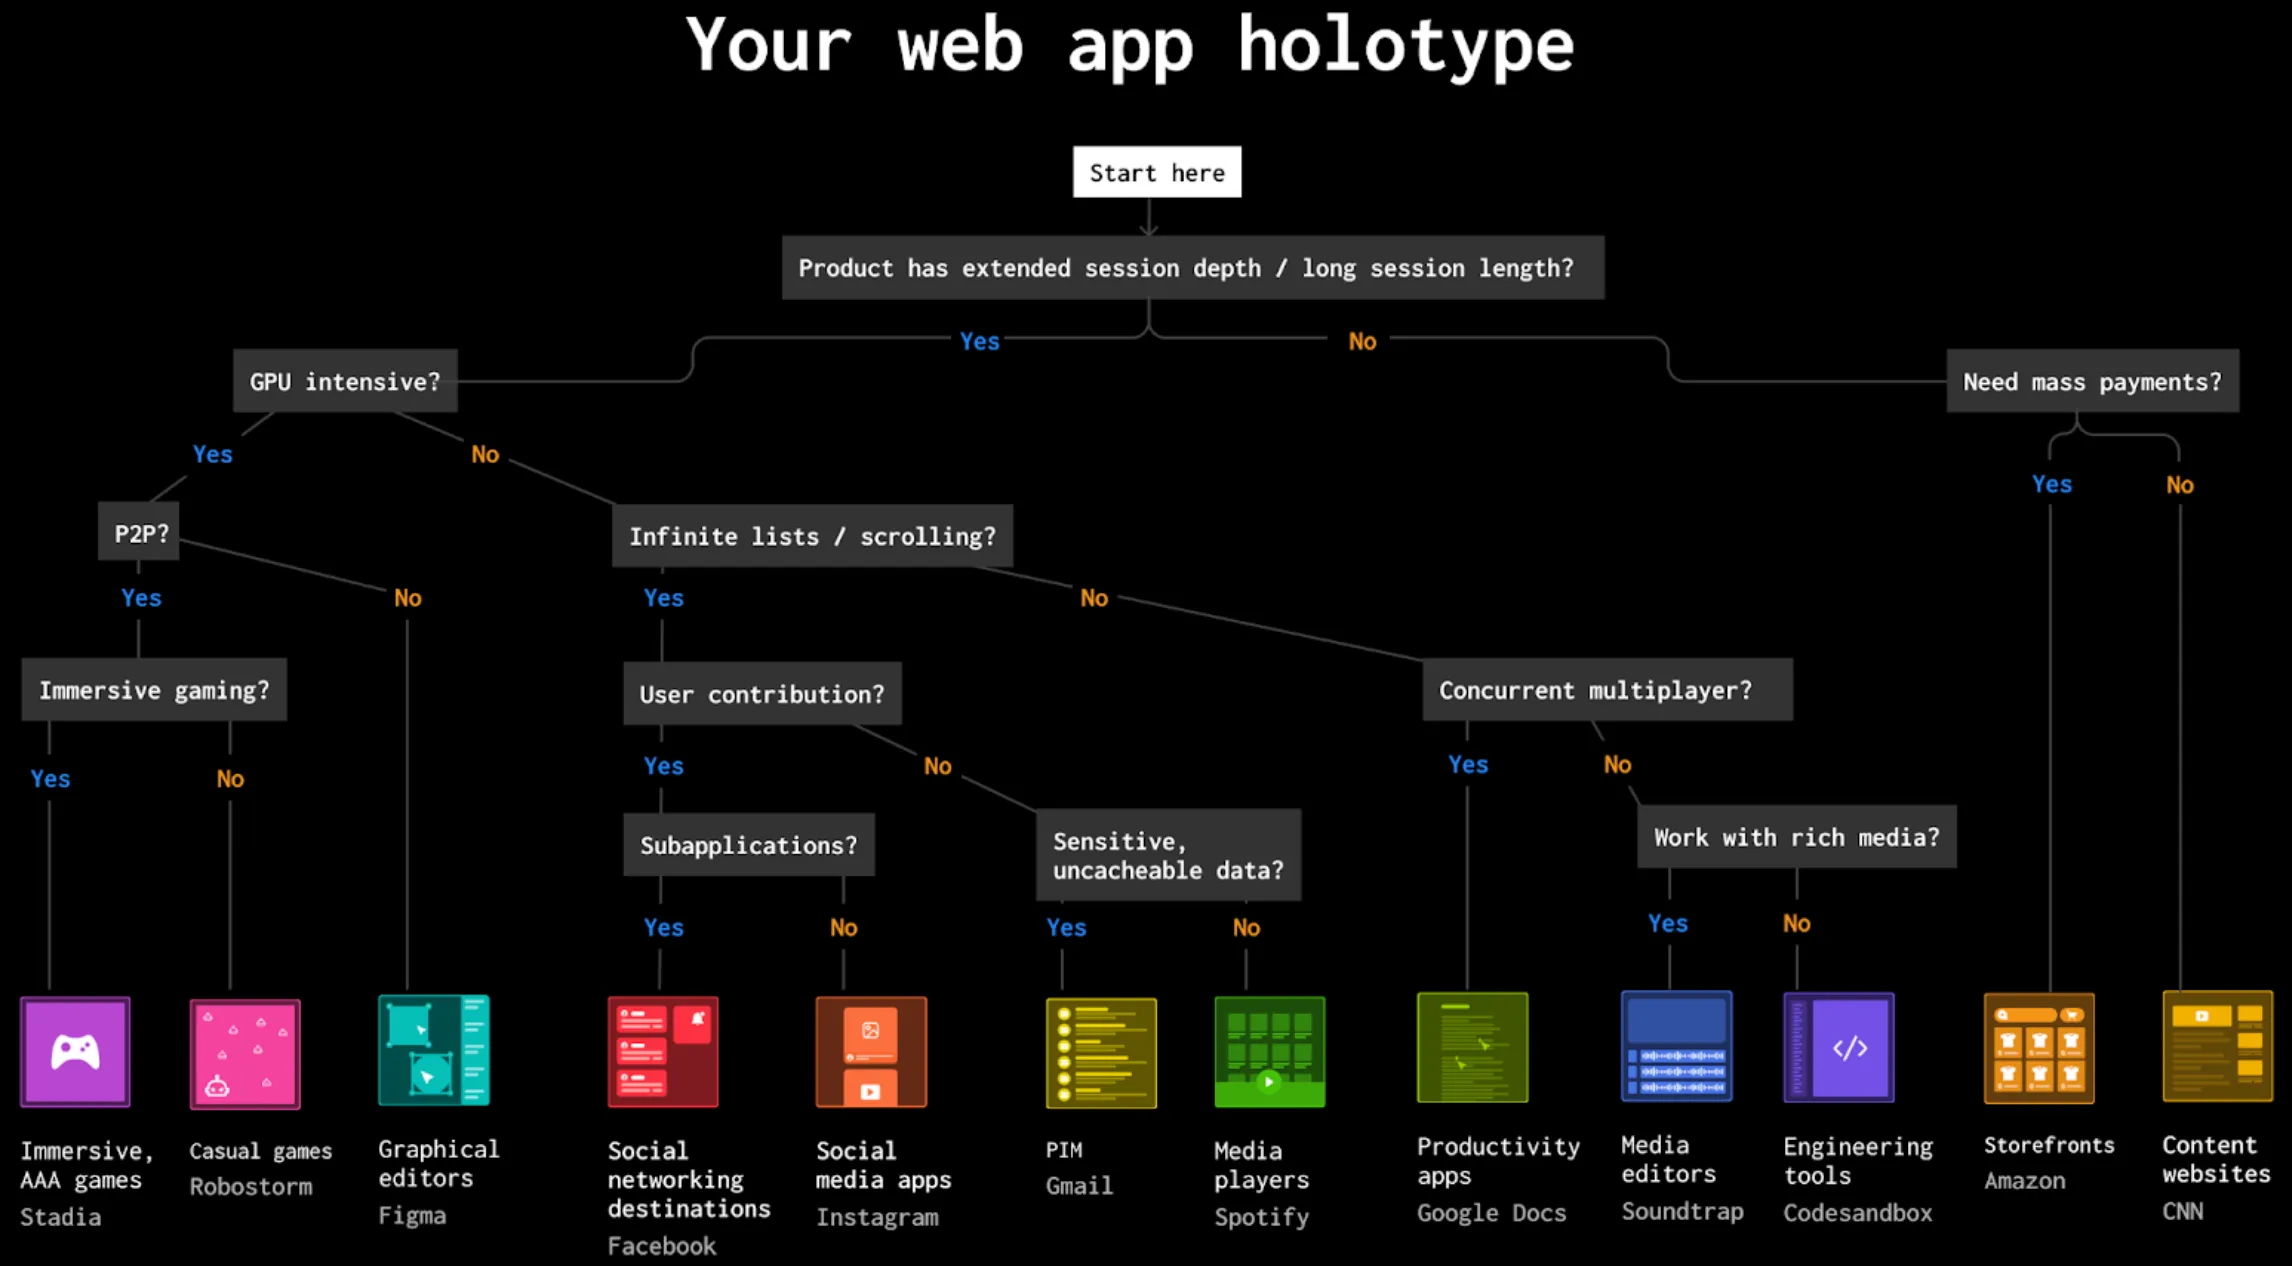 Your web app holotype
Start here
Product has extended session depth / long session length?
Yes
No
GPU intensive?
Need mass payments?
Yes
No
Yes
No
P2P?
Infinite lists / scrolling?
Yes
No
Yes
No
Immersive gaming?
User contribution?
Concurrent multiplayer?
Yes
No
Yes
No
Yes
No
Subapplications?
Sensitive,
uncacheable data?
Work with rich media?
Yes
No
Yes
No
Yes
No
Immersive,
AAA games
Stadia
Casual games
Robostorm
Graphical
editors
Figma
Social
networking
destinations
Facebook
Social
media apps
Instagram
PIM
Gmail
Media
players
Spotify
Productivity
apps
Google Docs
Media
editors
Soundtrap
Engineering
tools
Codesandbox
Storefronts
Amazon
Content
websites
CNN